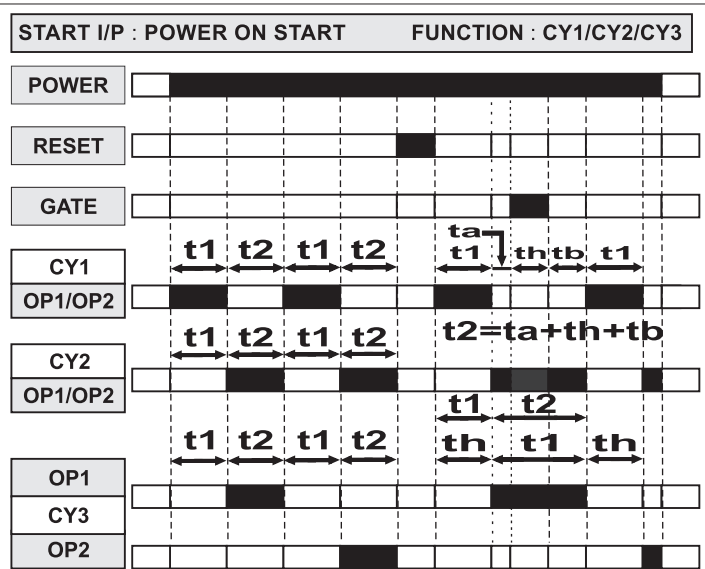 START I/P : POWER ON START FUNCTION : CY1/CY2/CY3
POWER
RESET
GATE
ta
t1 t2 t1 t2 t1 th tb t1
CY1
OP1/OP2
t2=ta+th+tb
t1 t2 t1 t2
CY2
OP1/OP2
t1 t2
t1 t2 t1 t2 th t1 th
OP1
CY3
OP2